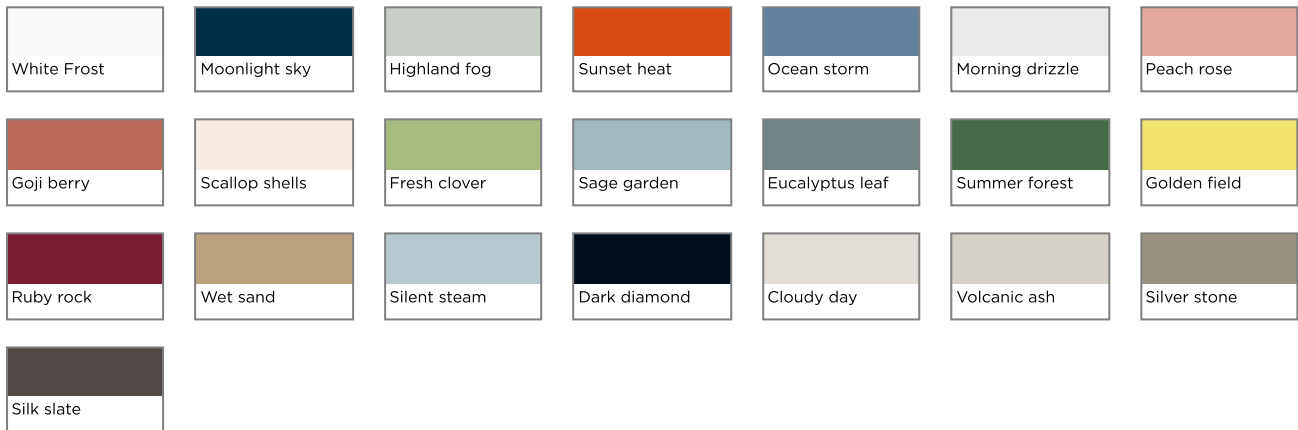 White Frost
Moonlight sky
Highland fog
Sunset heat
Ocean storm
Morning drizzle
Peach rose
Goji berry
Scallop shells
Fresh clover
Sage garden
Eucalyptus leaf
Summer forest
Golden field
Ruby rock
Wet sand
Silent steam
Dark diamond
Cloudy day
Volcanic ash
Silver stone
Silk slate